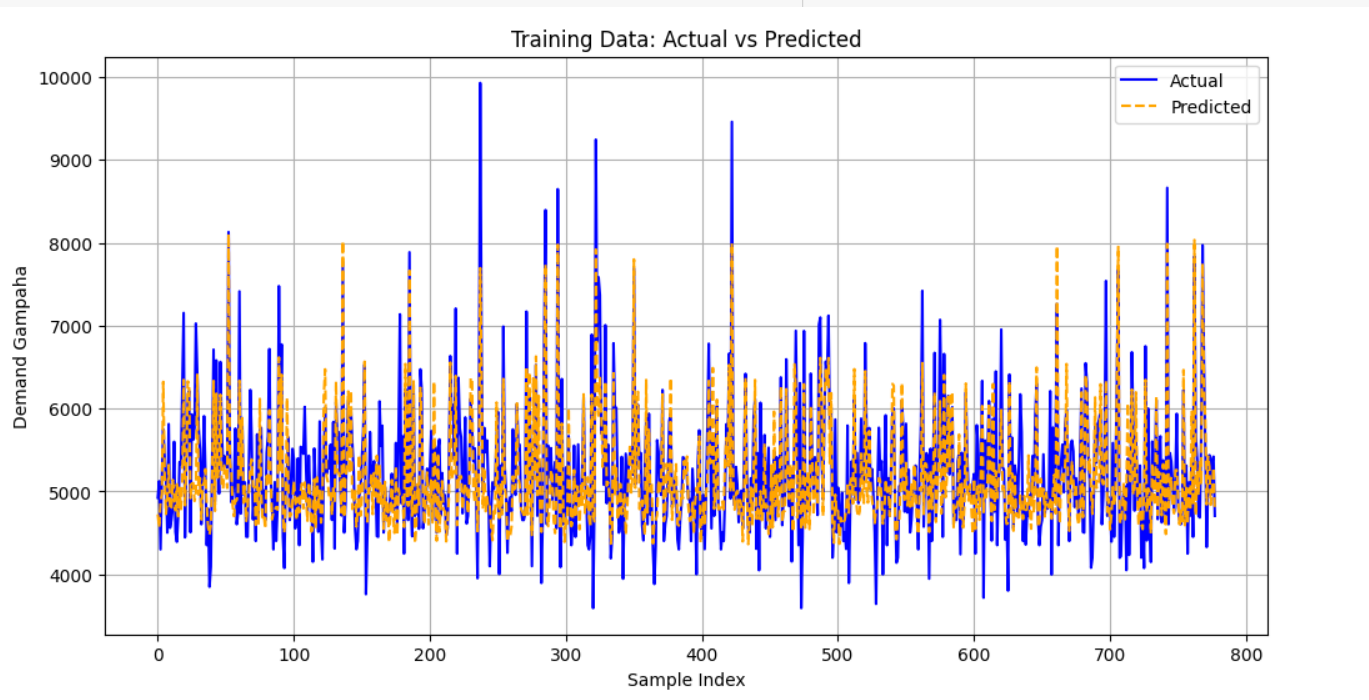 Training Data: Actual vs Predicted
Actual
Predicted
10000
9000
8000
7000
6000
5000
4000
Demand Gampaha
0 100 200 300 400 500 600 700 800
Sample Index